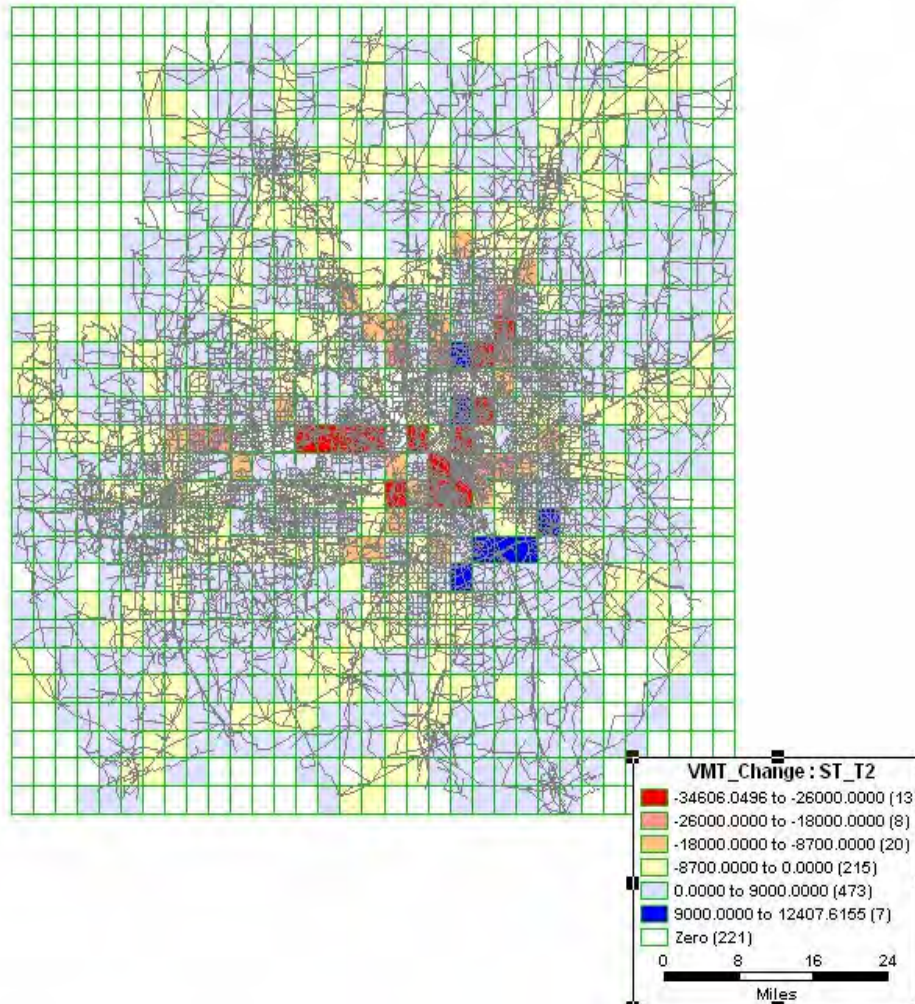 VMT_Change : ST_T2
-34606.0496 to -26000.0000 (13
-26000.0000 to -18000.0000 (8)
-18000.0000 to -8700.0000 (20)
-8700.0000 to 0.0000 (215)
0.0000 to 9000.0000 (473)
9000.0000 to 12407.6155 (7)
Zero (221)
0 8 16 24
Miles